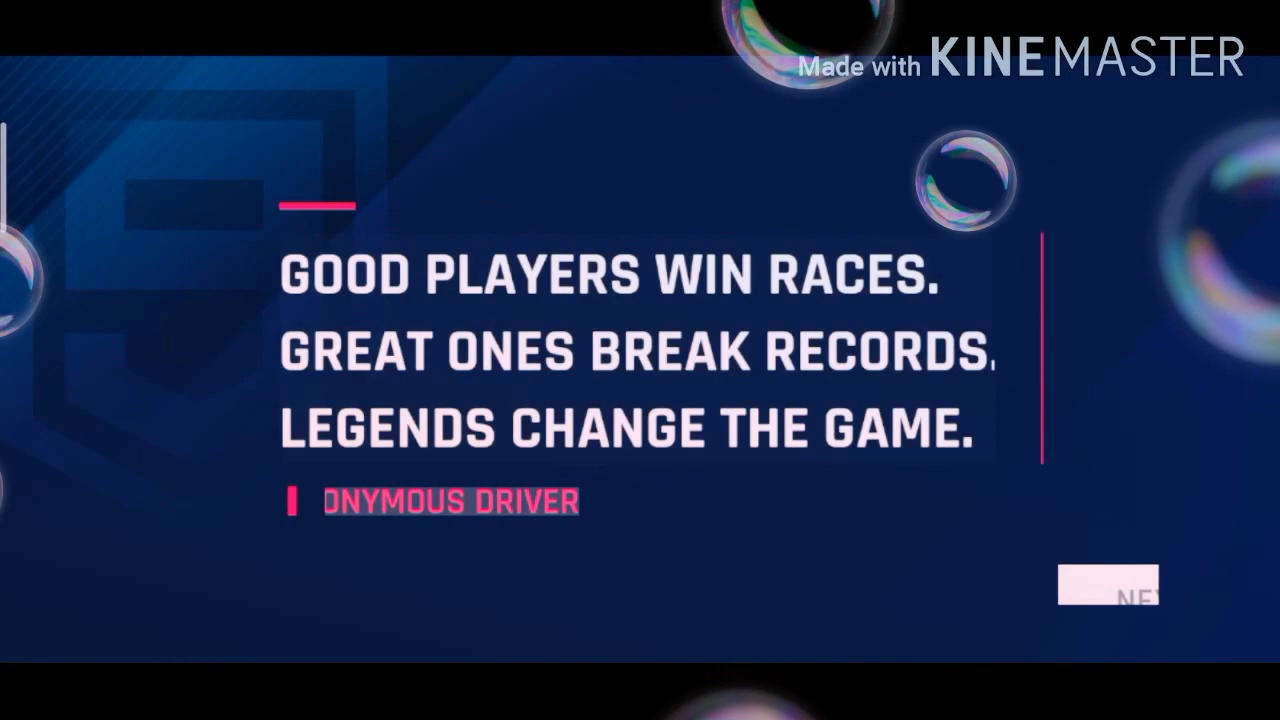 Made with KINEMASTER
GOOD PLAYERS WIN RACES.
GREAT ONES BREAK RECORDS.
LEGENDS CHANGE THE GAME.
ONYMOUS DRIVER